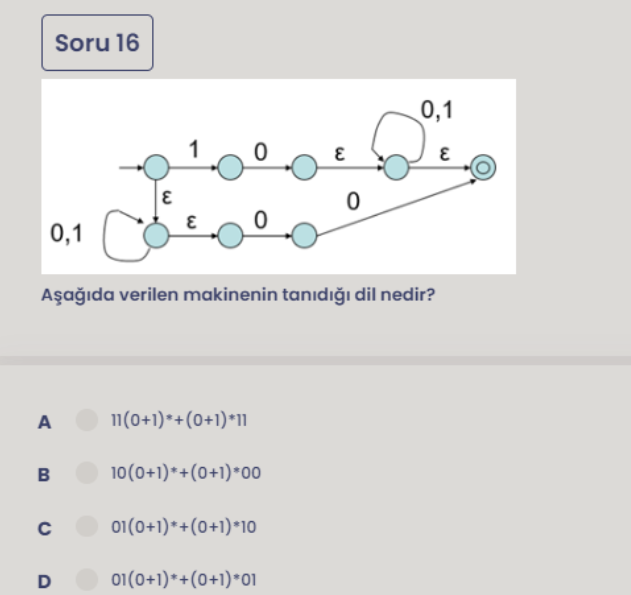 Soru 16
0,1
1 0 ε ε
ε 0
0,1 ε 0
Aşağıda verilen makinenin tanıdığı dil nedir?
A 11(0+1)*+(0+1)*11
B 10(0+1)*+(0+1)*00
C 01(0+1)*+(0+1)*10
D 01(0+1)*+(0+1)*01